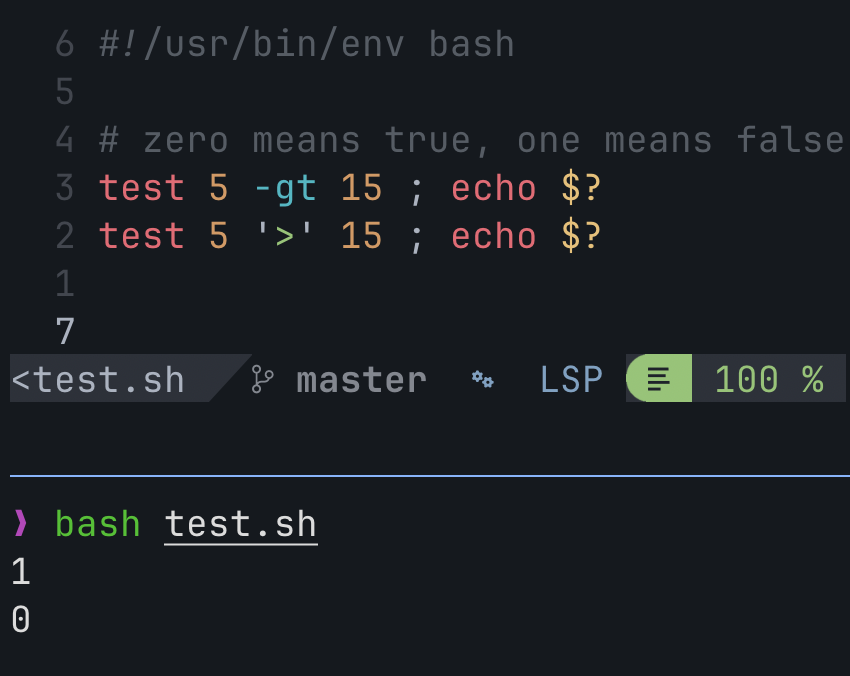 6 #!/usr/bin/env bash
5
4 # zero means true, one means false
3 test 5 -gt 15 ; echo $?
2 test 5 '>' 15 ; echo $?
1
7
<test.sh master LSP 100 %
❱ bash test.sh
1
0